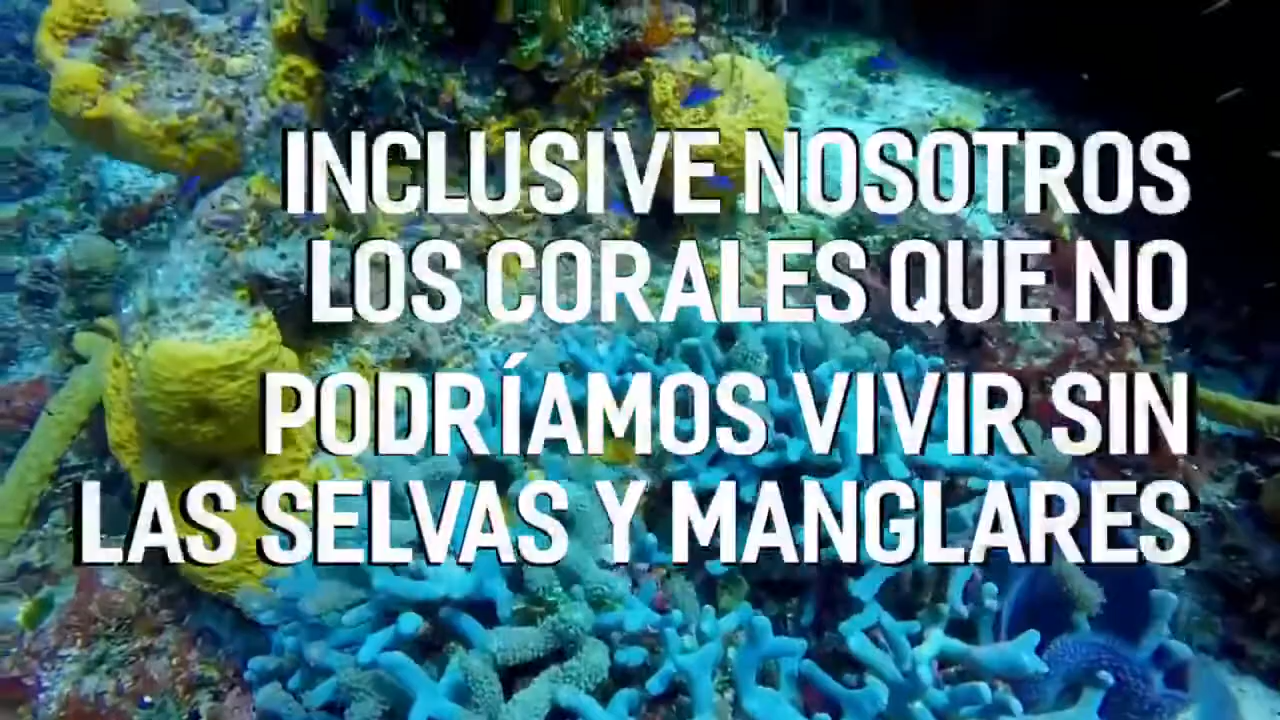 INCLUSIVE NOSOTROS
LOS CORALES QUE NO
PODRÍAMOS VIVIR SIN
LAS SELVAS Y MANGLARES